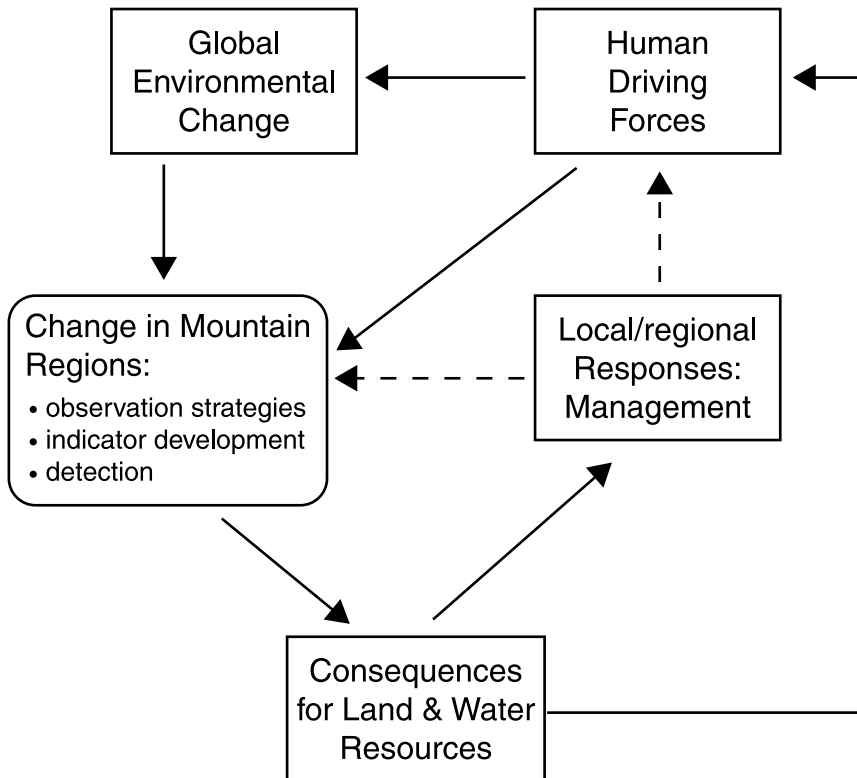 Global
Environmental
Change
Human
Driving
Forces
Change in Mountain
Regions:
• observation strategies
• indicator development
• detection
Local/regional
Responses:
Management
Consequences
for Land & Water
Resources